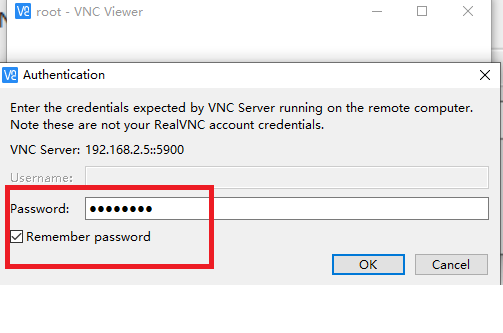 root - VNC Viewer
Authentication
Enter the credentials expected by VNC Server running on the remote computer.
Note these are not your RealVNC account credentials.
VNC Server: 192.168.2.5::5900
Username:
Password: ●●●●●●●●
Remember password
OK Cancel